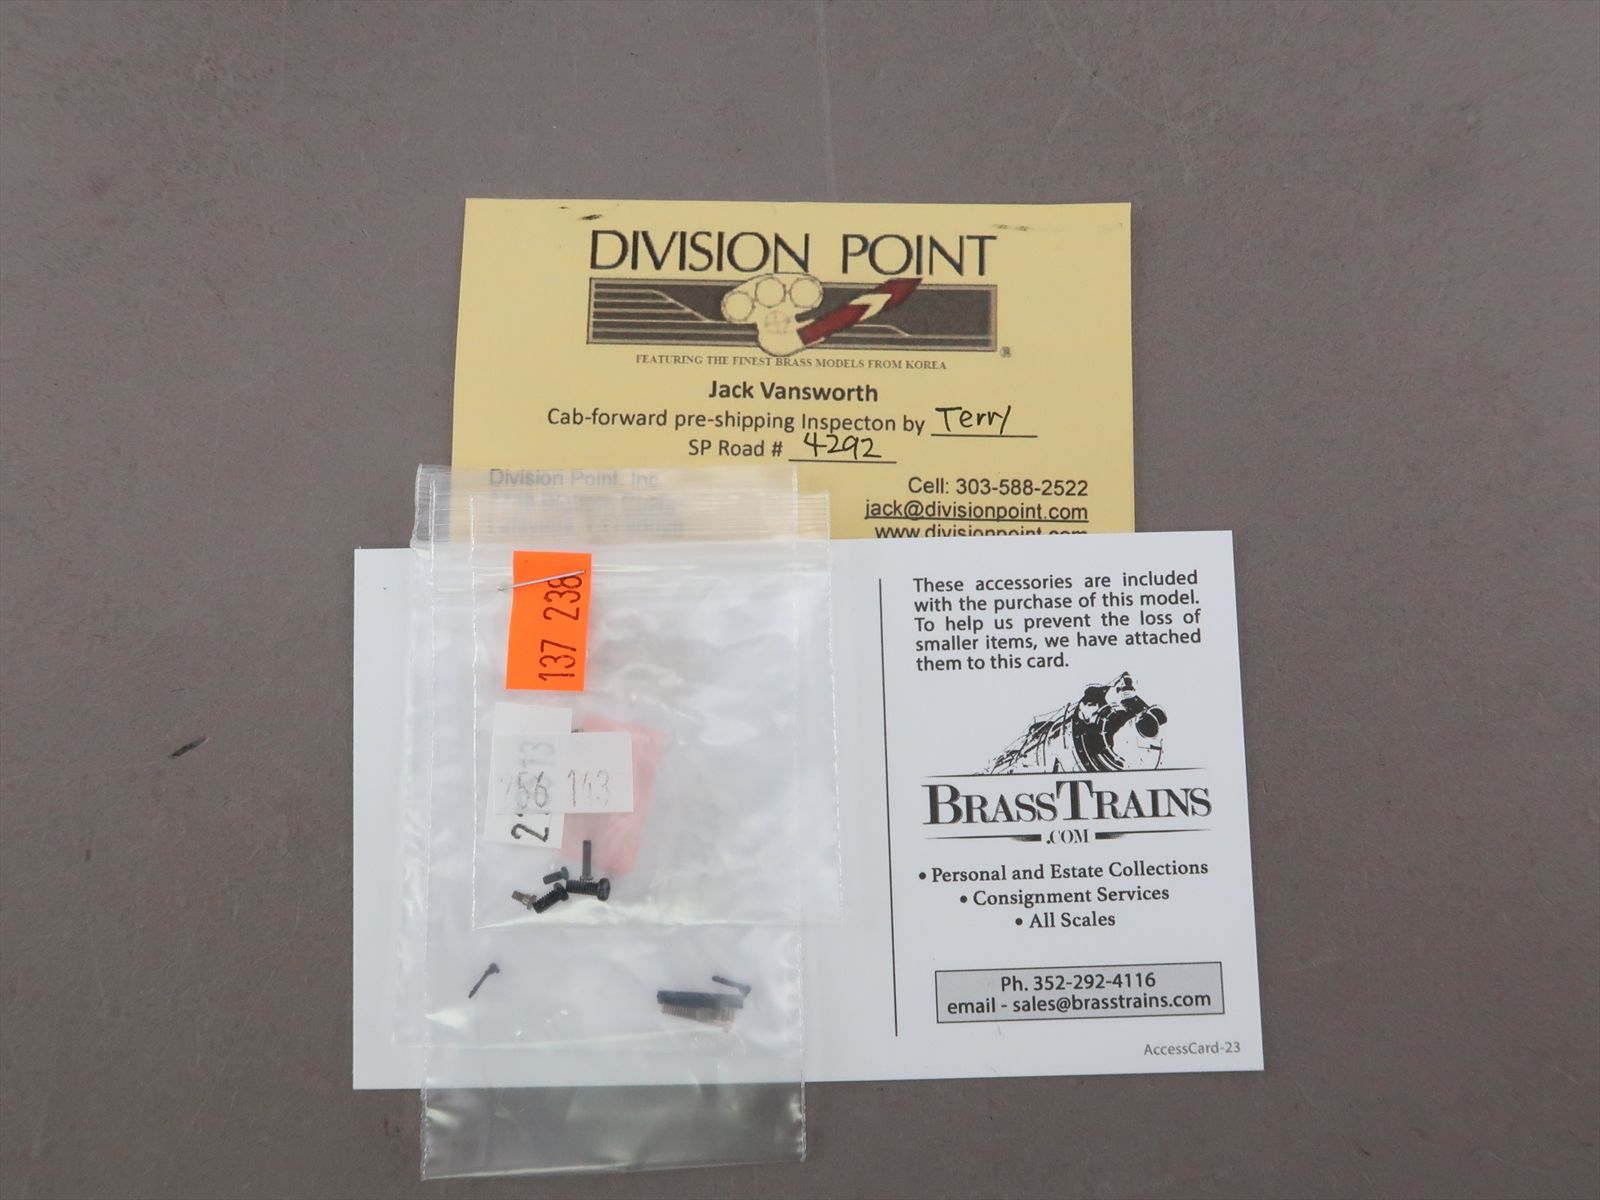 DIVISION POINT
®
FEATURING THE FINEST BRASS MODELS FROM KOREA
Jack Vansworth
Cab-forward pre-shipping Inspecton by Terry
SP Road # 4292
Division Point, Inc.
Cell: 303-588-2522
jack@divisionpoint.com
www.divisionpoint.com
137 238
143
These accessories are included
with the purchase of this model.
To help us prevent the loss of
smaller items, we have attached
them to this card.
BRASSTRAINS
.COM
• Personal and Estate Collections
• Consignment Services
• All Scales
Ph. 352-292-4116
email - sales@brasstrains.com
AccessCard-23